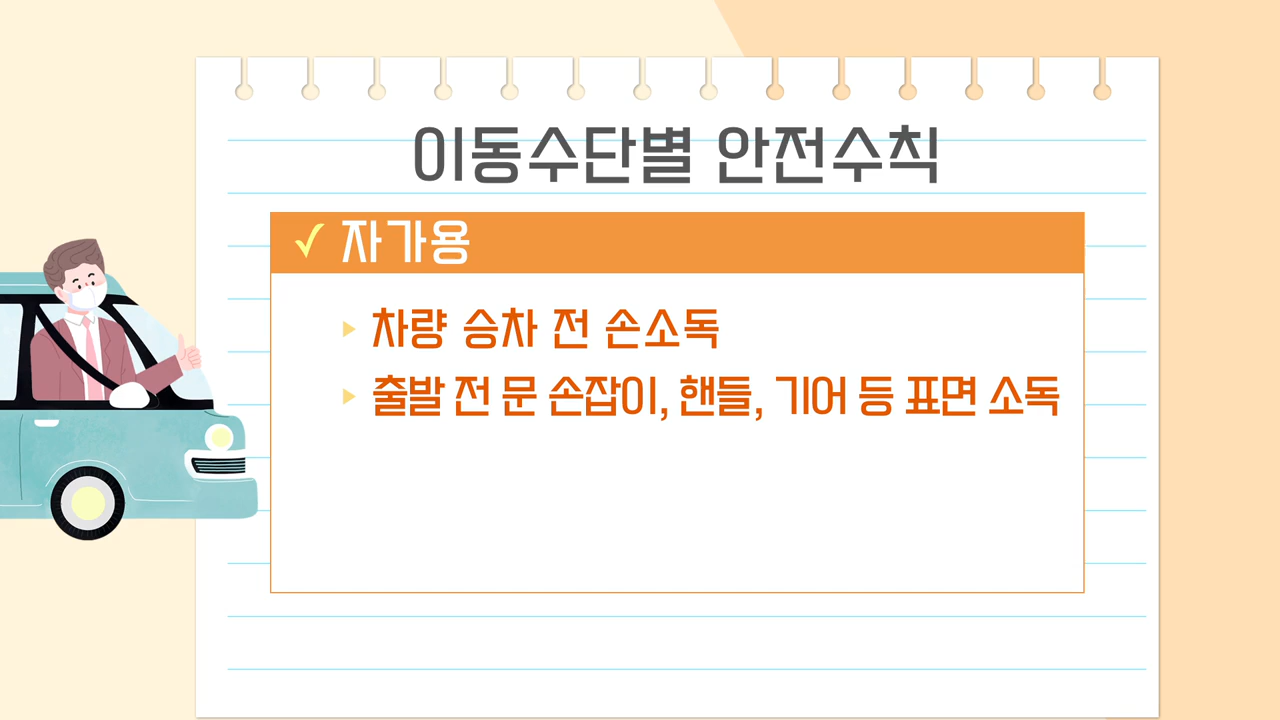 이동수단별 안전수칙
✓ 자가용
▸ 차량 승차 전 손소독
▸ 출발 전 문 손잡이, 핸들, 기어 등 표면 소독